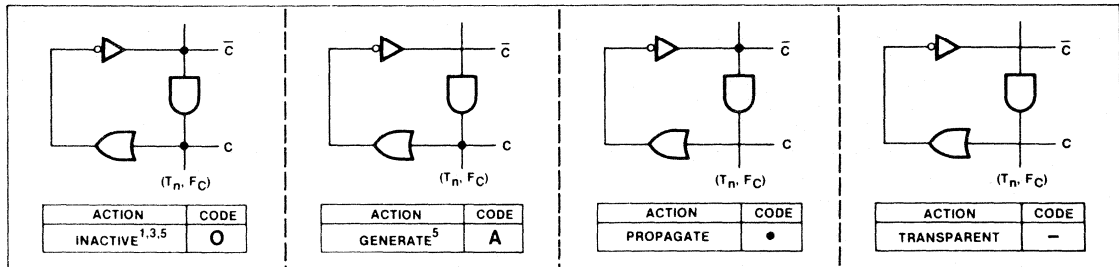 C̄
C
(Tn, FC)
ACTION CODE
INACTIVE1,3,5 O
C̄
C
(Tn, FC)
ACTION CODE
GENERATE5 A
C̄
C
(Tn, FC)
ACTION CODE
PROPAGATE •
C̄
C
(Tn, FC)
ACTION CODE
TRANSPARENT –